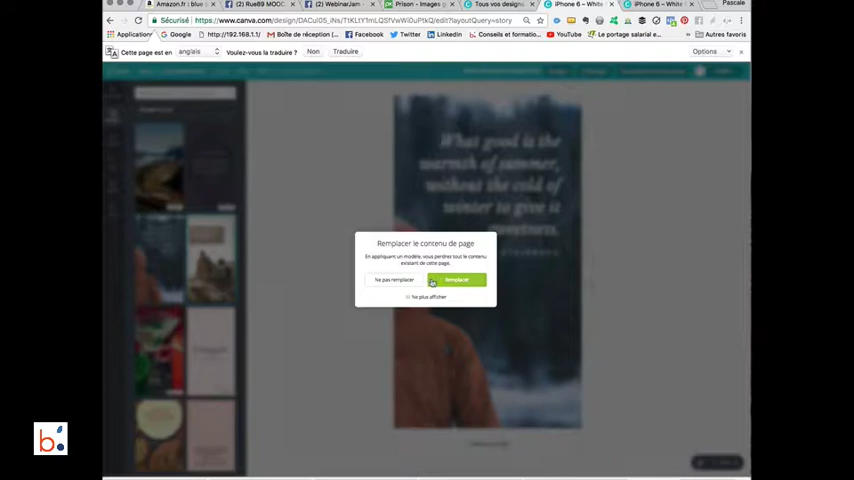 Amazon.fr : blue s
(2) Rue89 MOOC
(2) WebinarJam
Prison - Images g
Tous vos designs
iPhone 6 – White
iPhone 6 – White
Pascale
Sécurisé
Applications
Google
http://192.168.1.1/
Boîte de réception (
Facebook
Twitter
LinkedIn
Conseils et formatio...
YouTube
Le portage salarial e...
Autres favoris
Cette page est en
anglais
Voulez-vous la traduire ?
Non
Traduire
Options
What good is the
warmth of summer,
without the cold of
winter to give it
sweetness.
Remplacer le contenu de page
En appliquant un modèle, vous perdrez tout le contenu
existant de cette page.
Ne pas remplacer
Remplacer
Ne plus afficher
b